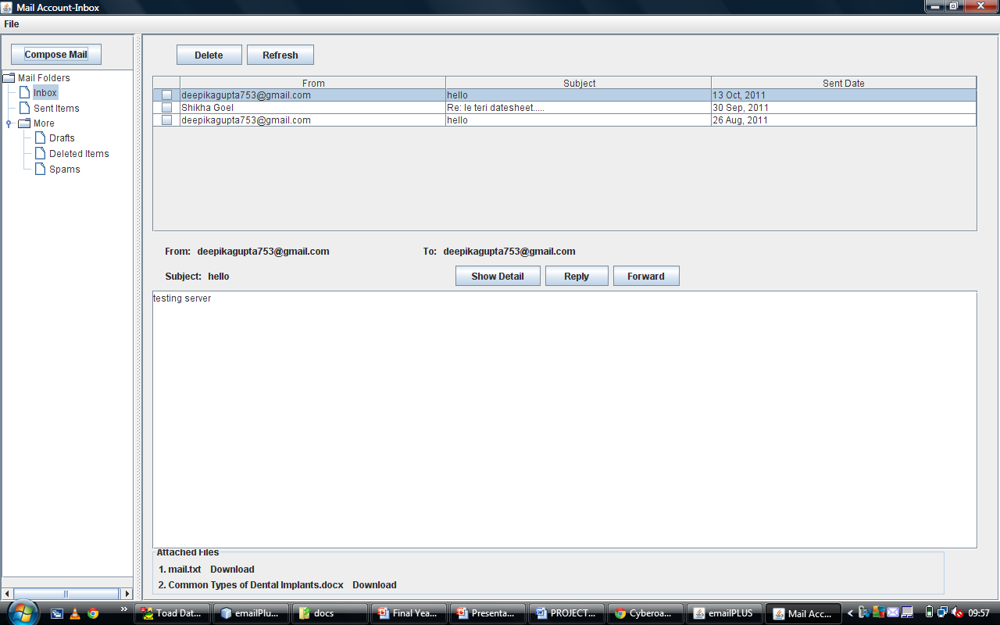 Mail Account-Inbox
File
Compose Mail
Mail Folders
Inbox
Sent Items
More
Drafts
Deleted Items
Spams
Delete Refresh
From Subject Sent Date
deepikagupta753@gmail.com hello 13 Oct, 2011
Shikha Goel Re: le teri datesheet..... 30 Sep, 2011
deepikagupta753@gmail.com hello 26 Aug, 2011
From: deepikagupta753@gmail.com To: deepikagupta753@gmail.com
Subject: hello Show Detail Reply Forward
testing server
Attached Files
1. mail.txt Download
2. Common Types of Dental Implants.docx Download
Toad Dat... emailPlu... docs Final Yea... Presenta... PROJECT... Cyberoa... emailPLUS Mail Acc... 09:57